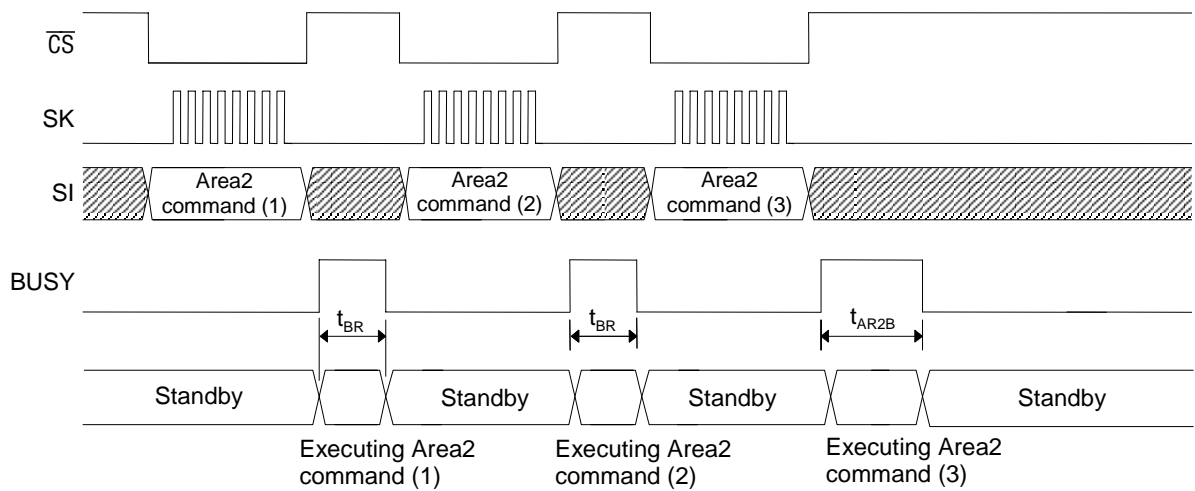 CS
SK
SI
Area2
command (1)
Area2
command (2)
Area2
command (3)
BUSY
tBR
tBR
tAR2B
Standby
Standby
Standby
Standby
Executing Area2
command (1)
Executing Area2
command (2)
Executing Area2
command (3)